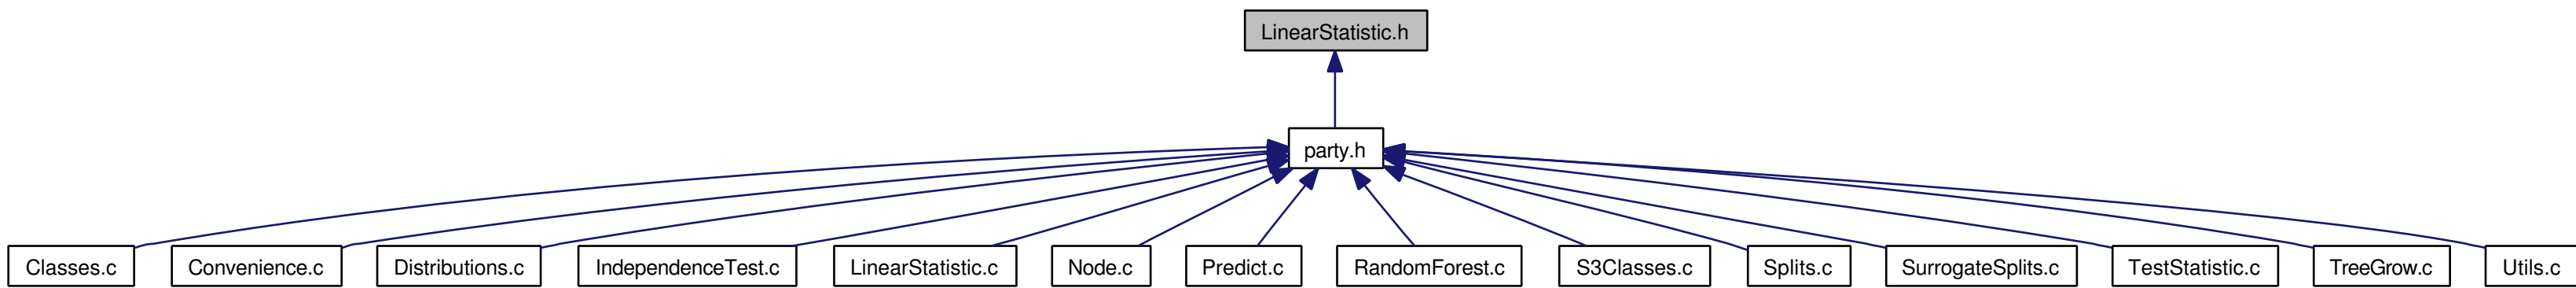 LinearStatistic.h
party.h
Classes.c
Convenience.c
Distributions.c
IndependenceTest.c
LinearStatistic.c
Node.c
Predict.c
RandomForest.c
S3Classes.c
Splits.c
SurrogateSplits.c
TestStatistic.c
TreeGrow.c
Utils.c